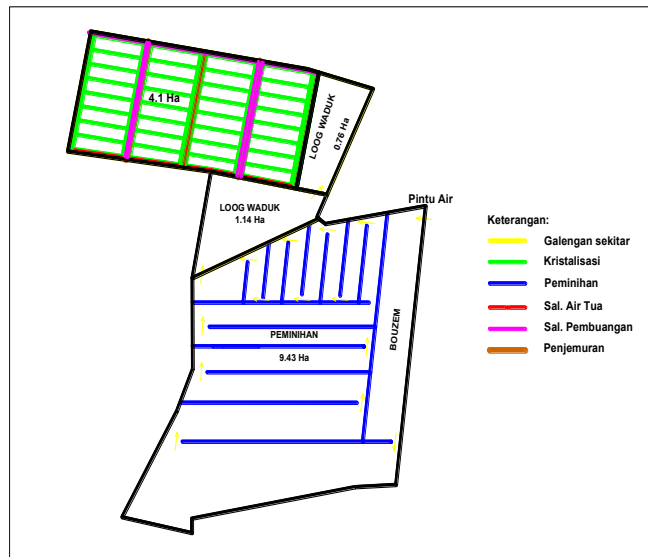 4.1 Ha
LOOG WADUK
0.76 Ha
LOOG WADUK
1.14 Ha
Pintu Air
PEMINIHAN
9.43 Ha
BOUZEM
Keterangan:
Galengan sekitar
Kristalisasi
Peminihan
Sal. Air Tua
Sal. Pembuangan
Penjemuran